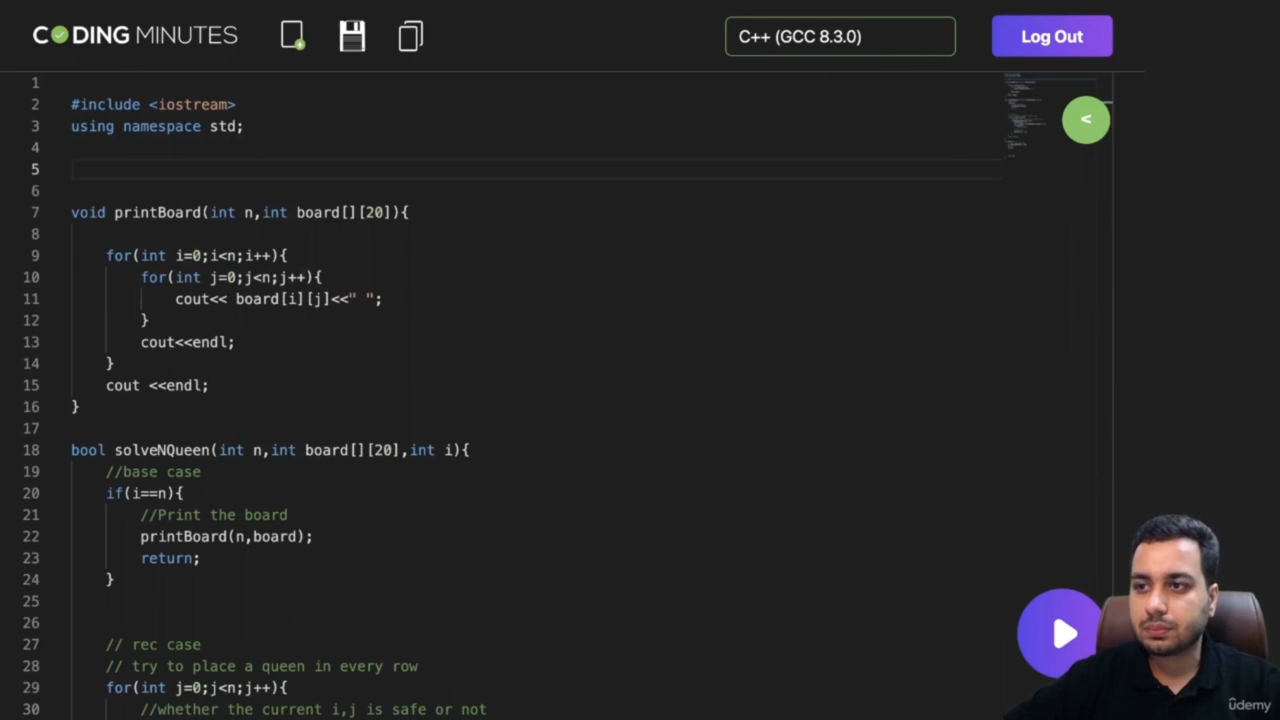 CODING MINUTES
C++ (GCC 8.3.0)
Log Out
<
1
2 #include <iostream>
3 using namespace std;
4
5
6
7 void printBoard(int n,int board[][20]){
8
9 for(int i=0;i<n;i++){
10 for(int j=0;j<n;j++){
11 cout<< board[i][j]<<" ";
12 }
13 cout<<endl;
14 }
15 cout <<endl;
16 }
17
18 bool solveNQueen(int n,int board[][20],int i){
19 //base case
20 if(i==n){
21 //Print the board
22 printBoard(n,board);
23 return;
24 }
25
26
27 // rec case
28 // try to place a queen in every row
29 for(int j=0;j<n;j++){
30 //whether the current i,j is safe or not
ûdemy